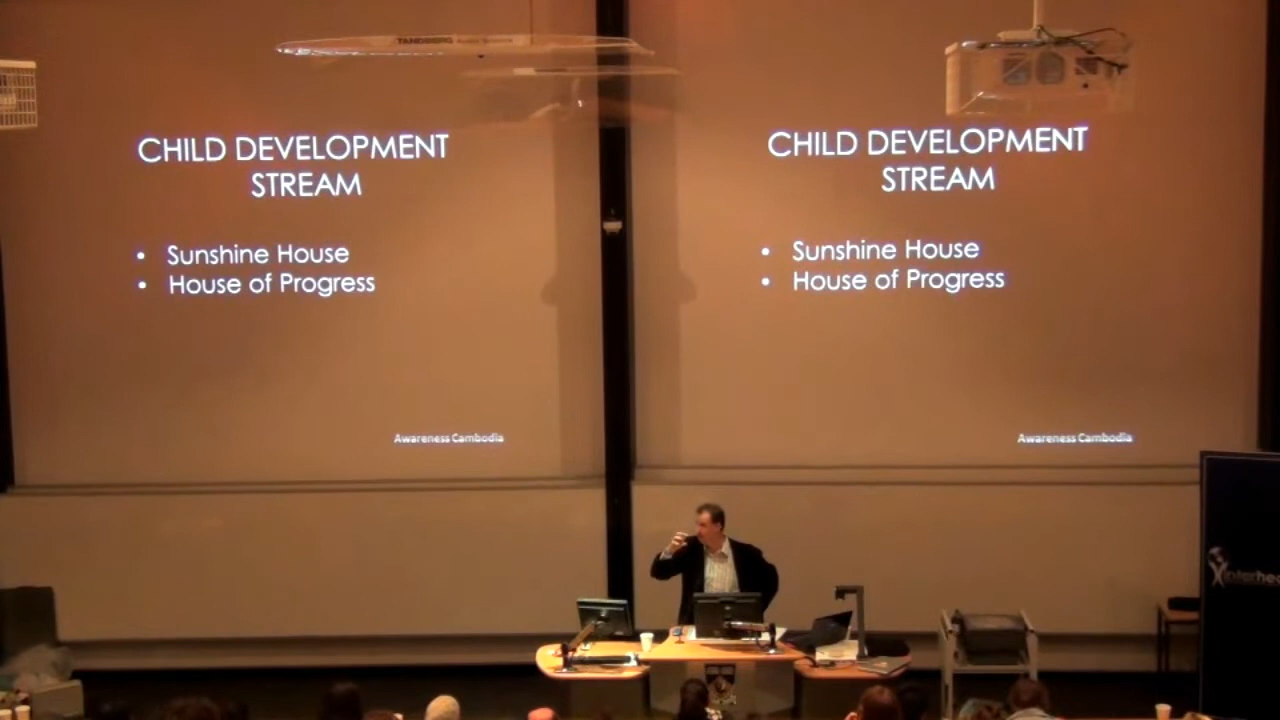 TANDBERG
CHILD DEVELOPMENT
STREAM
• Sunshine House
• House of Progress
Awareness Cambodia
CHILD DEVELOPMENT
STREAM
• Sunshine House
• House of Progress
Awareness Cambodia